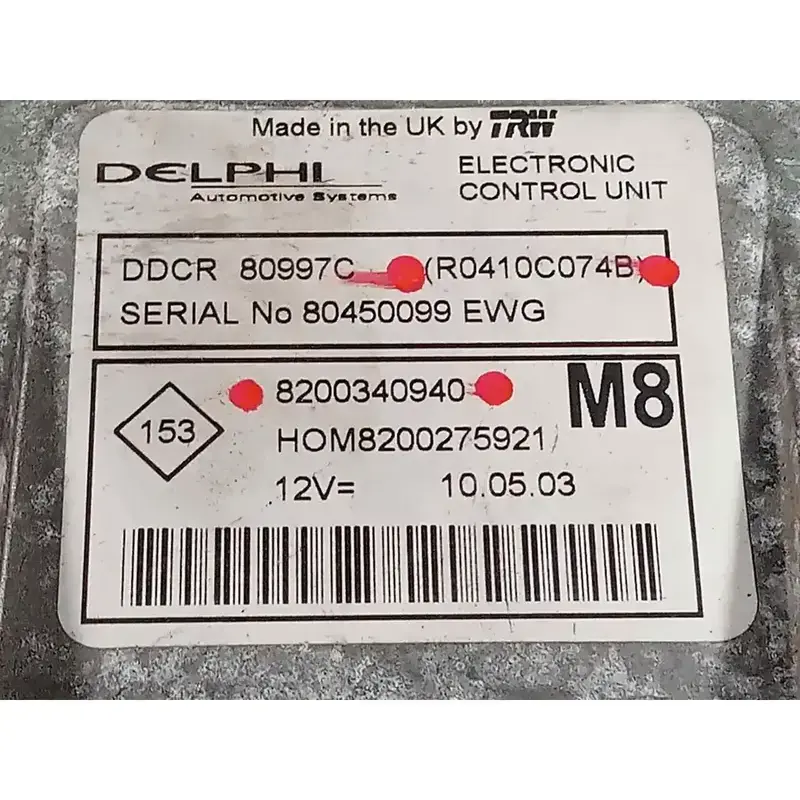 Made in the UK by TRW
DELPHI
Automotive Systems
ELECTRONIC
CONTROL UNIT
DDCR 80997C (R0410C074B)
SERIAL No 80450099 EWG
8200340940
M8
153
HOM8200275921
12V= 10.05.03